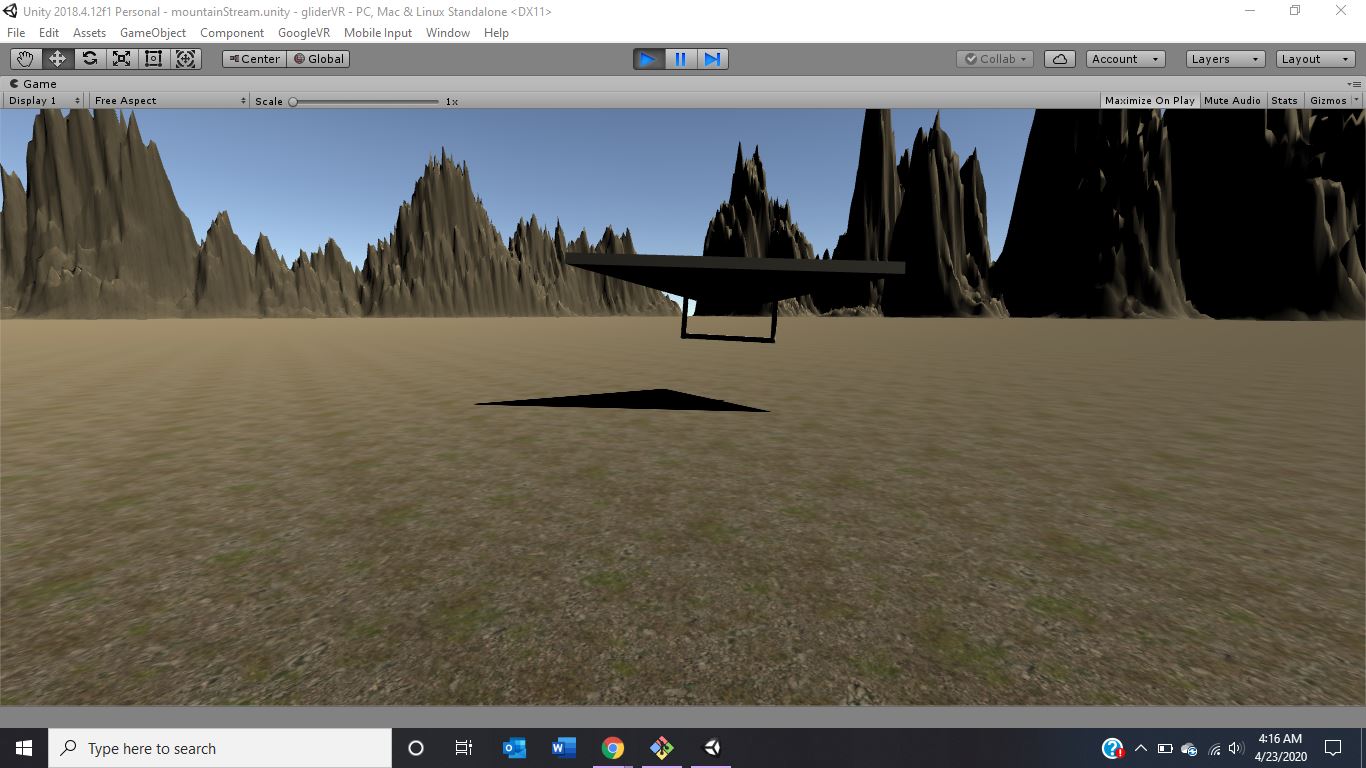 Unity 2018.4.12f1 Personal - mountainStream.unity - gliderVR - PC, Mac & Linux Standalone <DX11>
File Edit Assets GameObject Component GoogleVR Mobile Input Window Help
Center Global Collab Account Layers Layout
Game
Display 1 Free Aspect Scale 1x Maximize On Play Mute Audio Stats Gizmos
Type here to search
4:16 AM
4/23/2020